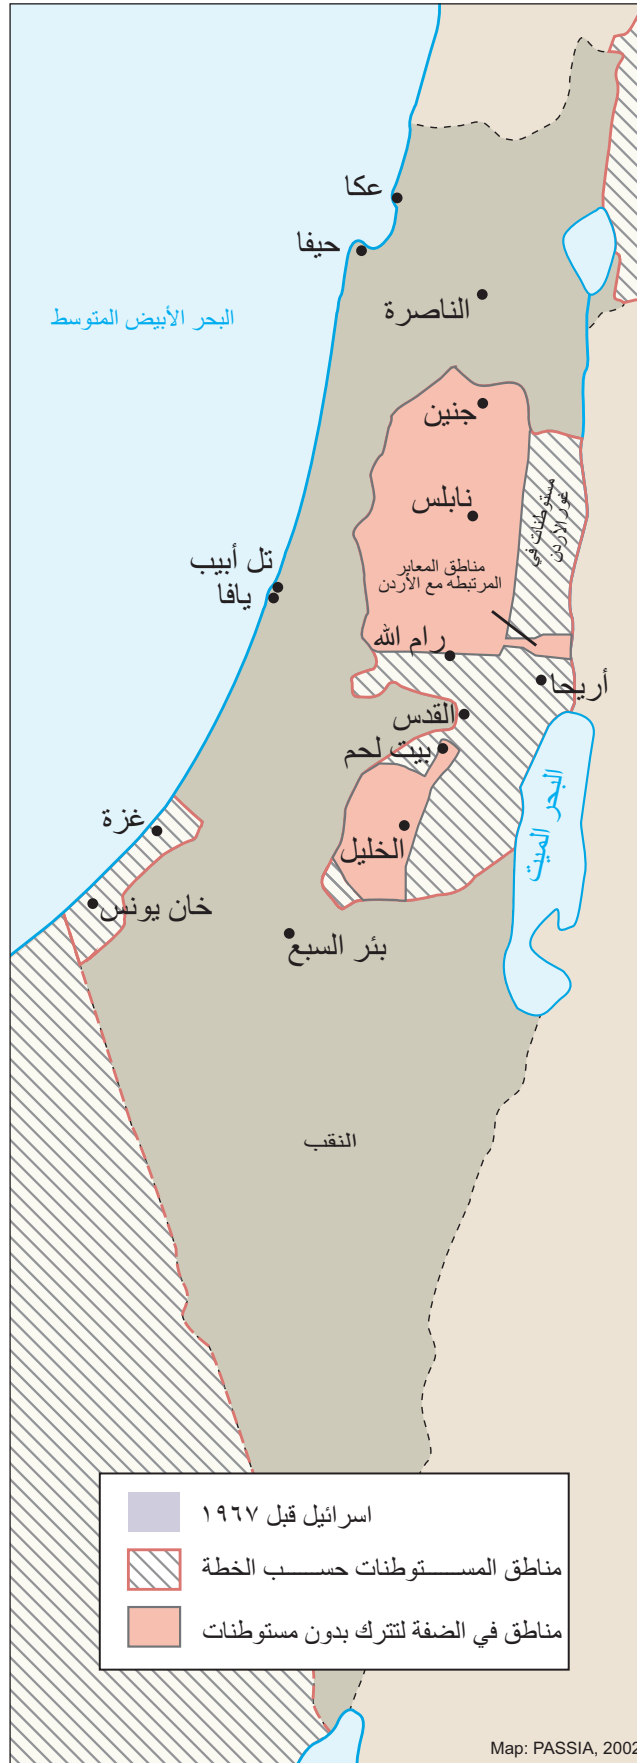 عكا
حيفا
البحر الأبيض المتوسط
الناصرة
جنين
نابلس
مستوطنات في
غور الاردن
تل أبيب
يافا
مناطق المعابر
المرتبطه مع الأردن
رام الله
أريحا
القدس
بيت لحم
البحر الميت
غزة
الخليل
خان يونس
بئر السبع
النقب
اسرائيل قبل ١٩٦٧
مناطق المستوطنات حسب الخطة
مناطق في الضفة لتترك بدون مستوطنات
Map: PASSIA, 2002